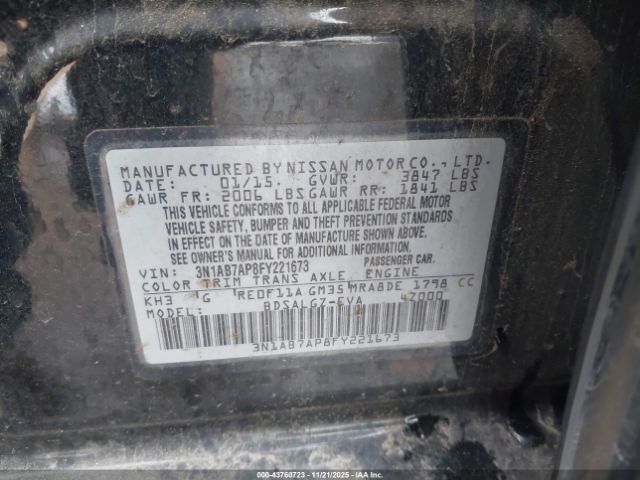 MANUFACTURED BY NISSAN MOTOR CO., LTD.
DATE: 01/15. GVWR: 3847 LBS
GAWR FR: 2006 LBS GAWR RR: 1841 LBS
THIS VEHICLE CONFORMS TO ALL APPLICABLE FEDERAL MOTOR
VEHICLE SAFETY, BUMPER AND THEFT PREVENTION STANDARDS
IN EFFECT ON THE DATE OF MANUFACTURE SHOWN ABOVE.
SEE OWNER'S MANUAL FOR ADDITIONAL INFORMATION.
VIN: 3N1AB7AP8FY221673 PASSENGER CAR.
COLOR TRIM TRANS AXLE ENGINE
KH3 G RE0F11A GM35 MRA8DE 1798 CC
MODEL: BDSALGZ-EVA 47000
3N1AB7AP8FY221673
000-43760723 - 11/21/2025 - IAAI.com